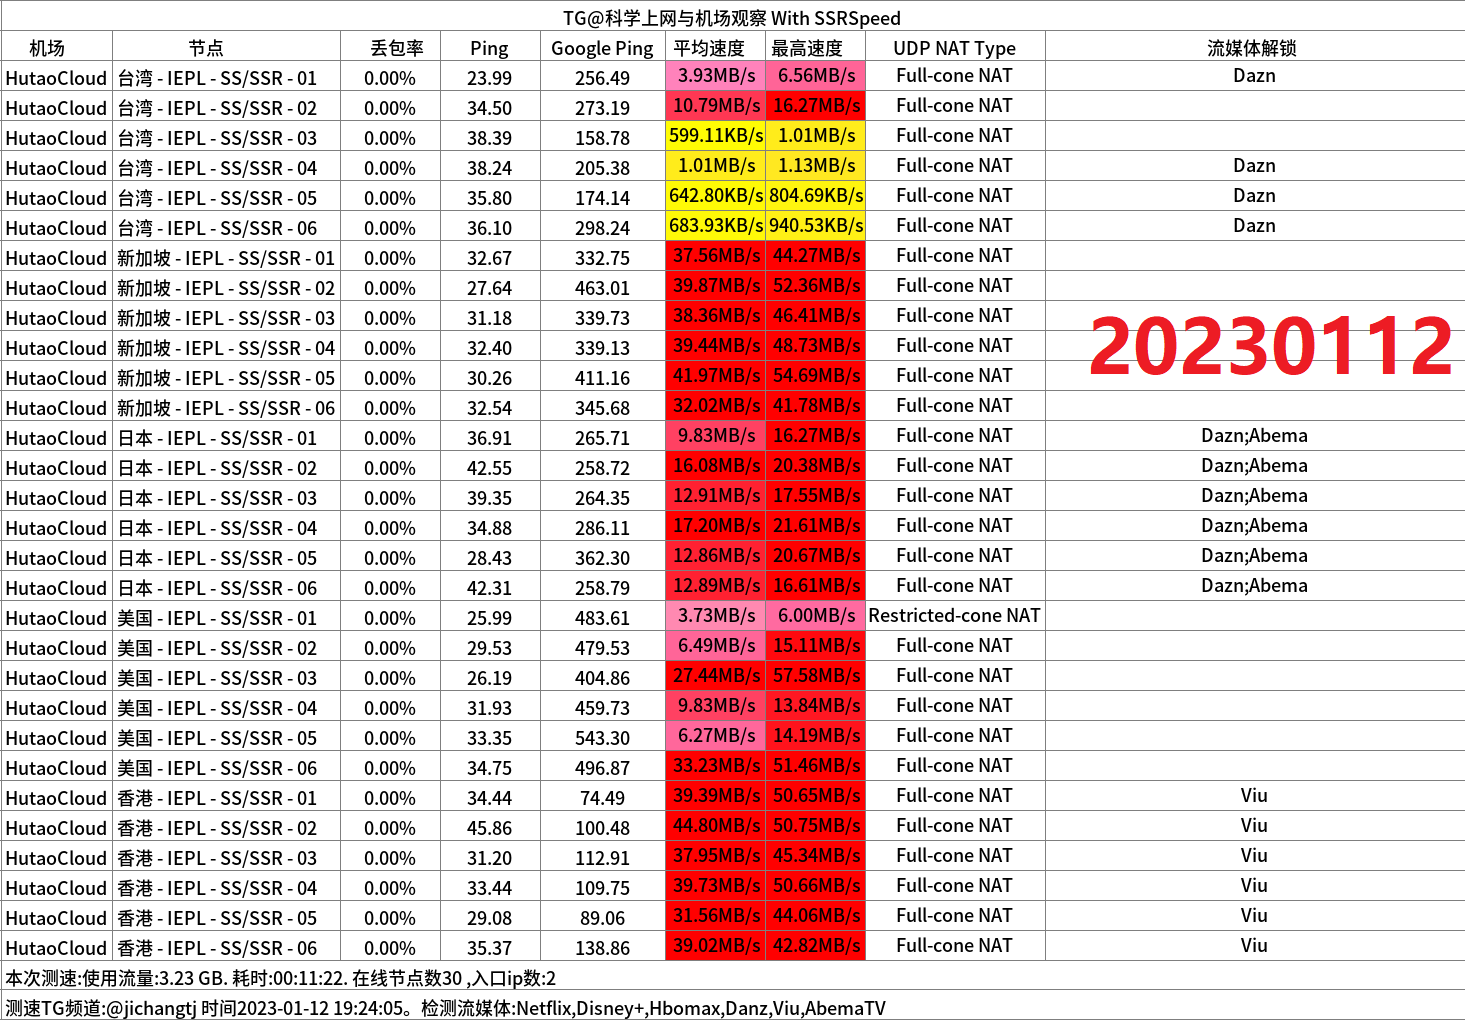 TG@科学上网与机场观察 With SSRSpeed
机场 节点 丢包率 Ping Google Ping 平均速度 最高速度 UDP NAT Type 流媒体解锁
HutaoCloud 台湾 - IEPL - SS/SSR - 01 0.00% 23.99 256.49 3.93MB/s 6.56MB/s Full-cone NAT Dazn
HutaoCloud 台湾 - IEPL - SS/SSR - 02 0.00% 34.50 273.19 10.79MB/s 16.27MB/s Full-cone NAT
HutaoCloud 台湾 - IEPL - SS/SSR - 03 0.00% 38.39 158.78 599.11KB/s 1.01MB/s Full-cone NAT
HutaoCloud 台湾 - IEPL - SS/SSR - 04 0.00% 38.24 205.38 1.01MB/s 1.13MB/s Full-cone NAT Dazn
HutaoCloud 台湾 - IEPL - SS/SSR - 05 0.00% 35.80 174.14 642.80KB/s 804.69KB/s Full-cone NAT Dazn
HutaoCloud 台湾 - IEPL - SS/SSR - 06 0.00% 36.10 298.24 683.93KB/s 940.53KB/s Full-cone NAT Dazn
HutaoCloud 新加坡 - IEPL - SS/SSR - 01 0.00% 32.67 332.75 37.56MB/s 44.27MB/s Full-cone NAT
HutaoCloud 新加坡 - IEPL - SS/SSR - 02 0.00% 27.64 463.01 39.87MB/s 52.36MB/s Full-cone NAT
HutaoCloud 新加坡 - IEPL - SS/SSR - 03 0.00% 31.18 339.73 38.36MB/s 46.41MB/s Full-cone NAT
HutaoCloud 新加坡 - IEPL - SS/SSR - 04 0.00% 32.40 339.13 39.44MB/s 48.73MB/s Full-cone NAT
20230112
HutaoCloud 新加坡 - IEPL - SS/SSR - 05 0.00% 30.26 411.16 41.97MB/s 54.69MB/s Full-cone NAT
HutaoCloud 新加坡 - IEPL - SS/SSR - 06 0.00% 32.54 345.68 32.02MB/s 41.78MB/s Full-cone NAT
HutaoCloud 日本 - IEPL - SS/SSR - 01 0.00% 36.91 265.71 9.83MB/s 16.27MB/s Full-cone NAT Dazn;Abema
HutaoCloud 日本 - IEPL - SS/SSR - 02 0.00% 42.55 258.72 16.08MB/s 20.38MB/s Full-cone NAT Dazn;Abema
HutaoCloud 日本 - IEPL - SS/SSR - 03 0.00% 39.35 264.35 12.91MB/s 17.55MB/s Full-cone NAT Dazn;Abema
HutaoCloud 日本 - IEPL - SS/SSR - 04 0.00% 34.88 286.11 17.20MB/s 21.61MB/s Full-cone NAT Dazn;Abema
HutaoCloud 日本 - IEPL - SS/SSR - 05 0.00% 28.43 362.30 12.86MB/s 20.67MB/s Full-cone NAT Dazn;Abema
HutaoCloud 日本 - IEPL - SS/SSR - 06 0.00% 42.31 258.79 12.89MB/s 16.61MB/s Full-cone NAT Dazn;Abema
HutaoCloud 美国 - IEPL - SS/SSR - 01 0.00% 25.99 483.61 3.73MB/s 6.00MB/s Restricted-cone NAT
HutaoCloud 美国 - IEPL - SS/SSR - 02 0.00% 29.53 479.53 6.49MB/s 15.11MB/s Full-cone NAT
HutaoCloud 美国 - IEPL - SS/SSR - 03 0.00% 26.19 404.86 27.44MB/s 57.58MB/s Full-cone NAT
HutaoCloud 美国 - IEPL - SS/SSR - 04 0.00% 31.93 459.73 9.83MB/s 13.84MB/s Full-cone NAT
HutaoCloud 美国 - IEPL - SS/SSR - 05 0.00% 33.35 543.30 6.27MB/s 14.19MB/s Full-cone NAT
HutaoCloud 美国 - IEPL - SS/SSR - 06 0.00% 34.75 496.87 33.23MB/s 51.46MB/s Full-cone NAT
HutaoCloud 香港 - IEPL - SS/SSR - 01 0.00% 34.44 74.49 39.39MB/s 50.65MB/s Full-cone NAT Viu
HutaoCloud 香港 - IEPL - SS/SSR - 02 0.00% 45.86 100.48 44.80MB/s 50.75MB/s Full-cone NAT Viu
HutaoCloud 香港 - IEPL - SS/SSR - 03 0.00% 31.20 112.91 37.95MB/s 45.34MB/s Full-cone NAT Viu
HutaoCloud 香港 - IEPL - SS/SSR - 04 0.00% 33.44 109.75 39.73MB/s 50.66MB/s Full-cone NAT Viu
HutaoCloud 香港 - IEPL - SS/SSR - 05 0.00% 29.08 89.06 31.56MB/s 44.06MB/s Full-cone NAT Viu
HutaoCloud 香港 - IEPL - SS/SSR - 06 0.00% 35.37 138.86 39.02MB/s 42.82MB/s Full-cone NAT Viu
本次测速:使用流量:3.23 GB. 耗时:00:11:22. 在线节点数30 ,入口ip数:2
测速TG频道:@jichangtj 时间2023-01-12 19:24:05。检测流媒体:Netflix,Disney+,Hbomax,Danz,Viu,AbemaTV